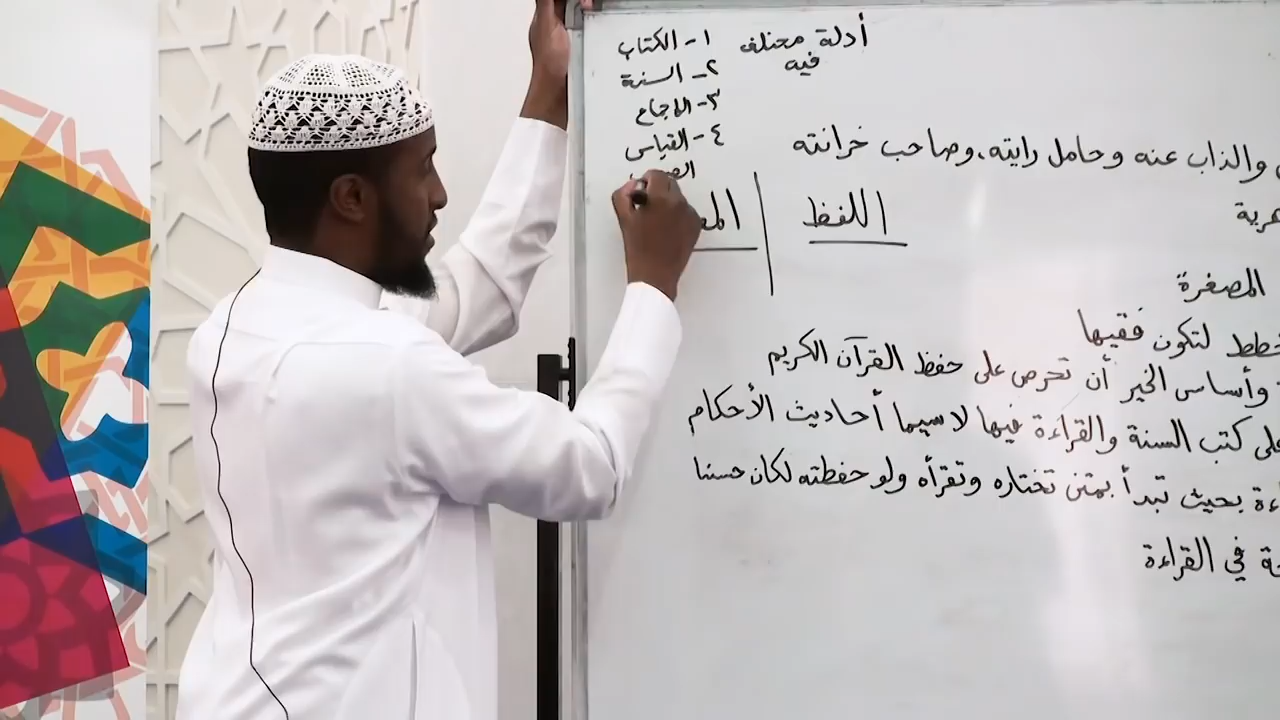 أدلة مختلف
فيه
١- الكتاب
٢- السنة
٣- الإجماع
٤- القياس
والذاب عنه وحامل رايته، وصاحب خزانته
اللفظ
المصغرة
لتكون فقيها
وأساس الخير أن تحرص على حفظ القرآن الكريم
كتب السنة والقراءة فيها لا سيما أحاديث الأحكام
بحيث تبدأ بمتن تختاره وتقرأه ولو حفظته لكان حسنا
في القراءة